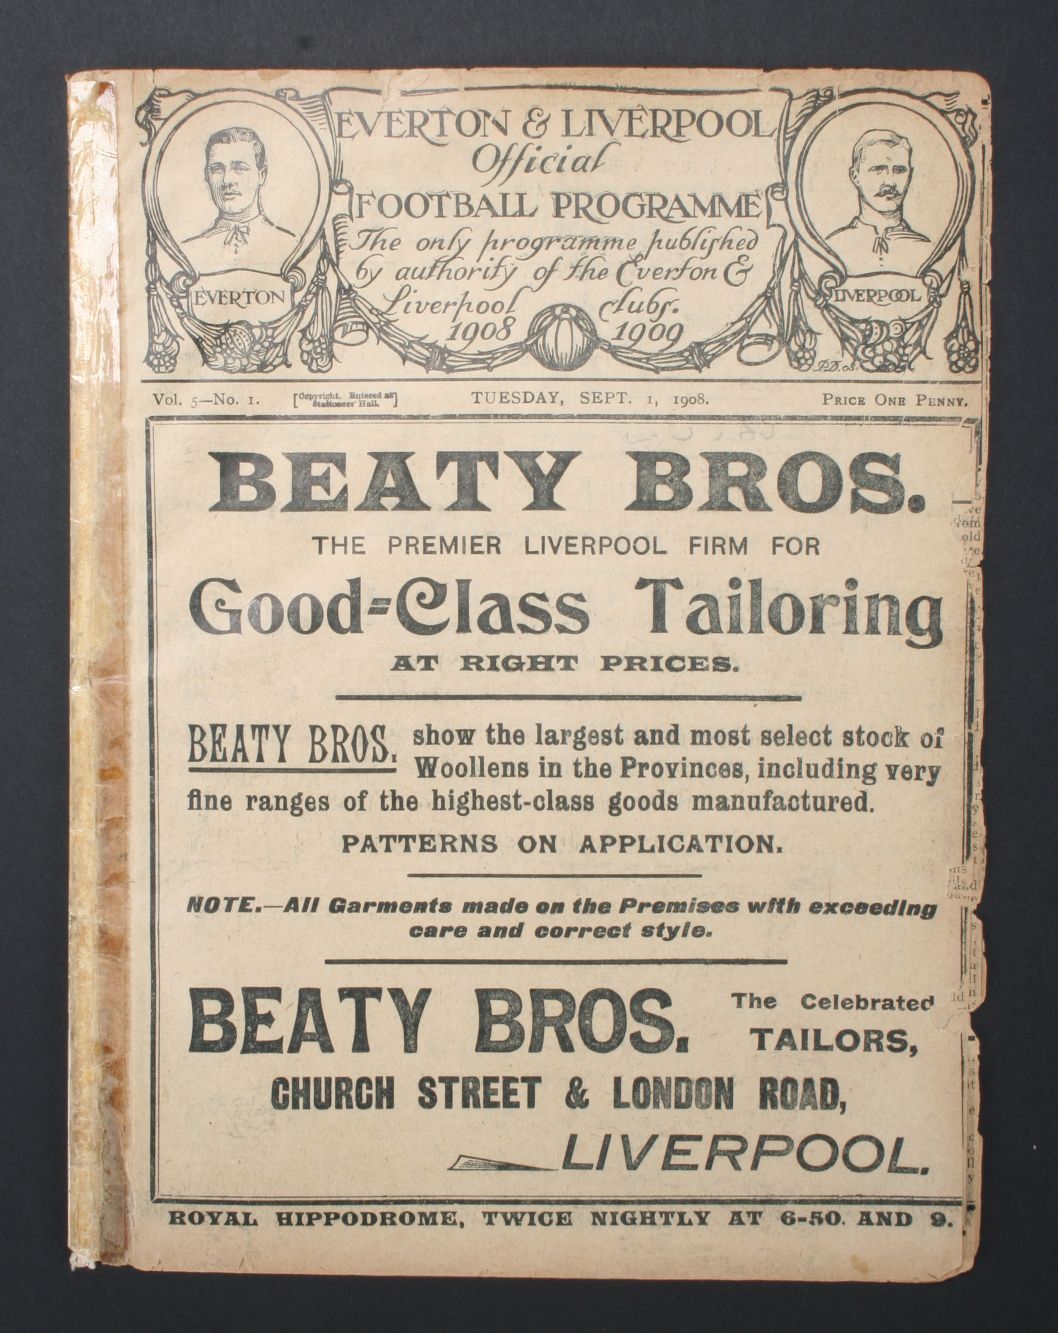 EVERTON & LIVERPOOL
Official
FOOTBALL PROGRAMME
The only programme published
by authority of the Everton &
Liverpool clubs.
1908 1909
EVERTON
LIVERPOOL
P.D. 08.
Vol. 5—No. 1. [Copyright. Entered at Stationers' Hall.] TUESDAY, SEPT. 1, 1908. PRICE ONE PENNY.
BEATY BROS.
THE PREMIER LIVERPOOL FIRM FOR
Good=Class Tailoring
AT RIGHT PRICES.
BEATY BROS. show the largest and most select stock of
Woollens in the Provinces, including very
fine ranges of the highest-class goods manufactured.
PATTERNS ON APPLICATION.
NOTE.—All Garments made on the Premises with exceeding
care and correct style.
BEATY BROS. The Celebrated
TAILORS,
CHURCH STREET & LONDON ROAD,
LIVERPOOL.
ROYAL HIPPODROME, TWICE NIGHTLY AT 6-50. AND 9.